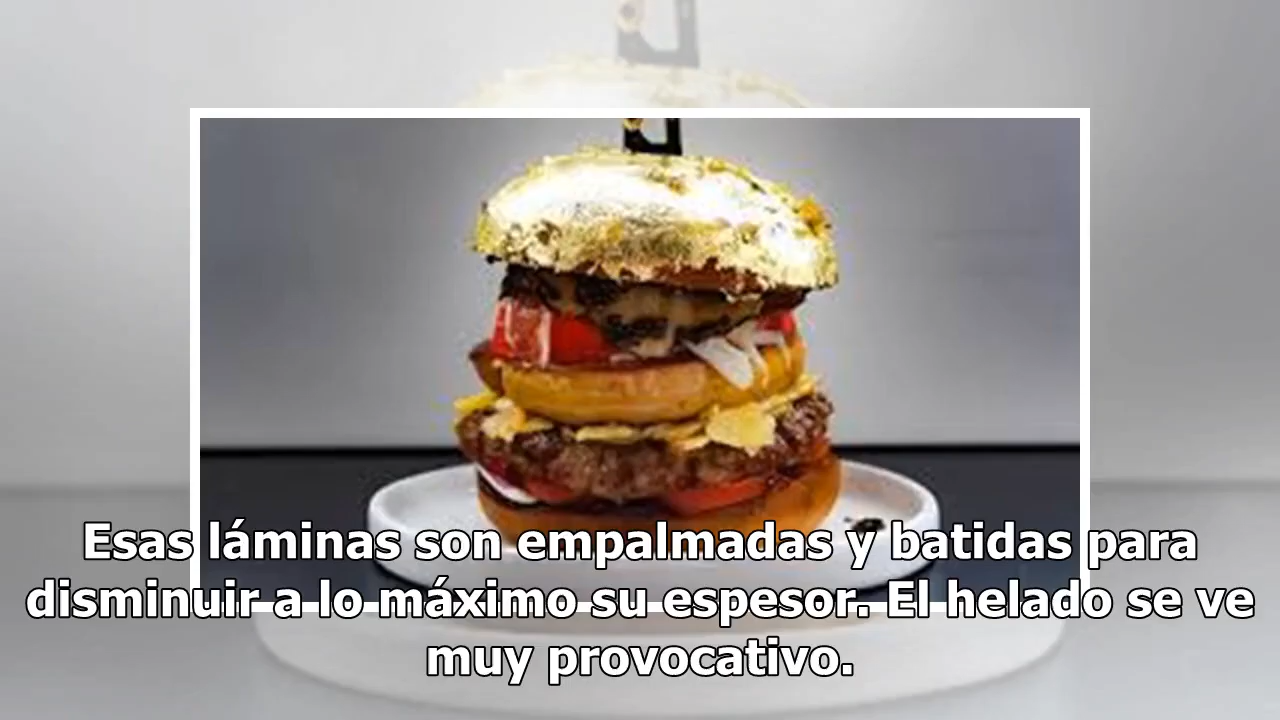 Esas láminas son empalmadas y batidas para
disminuir a lo máximo su espesor. El helado se ve
muy provocativo.